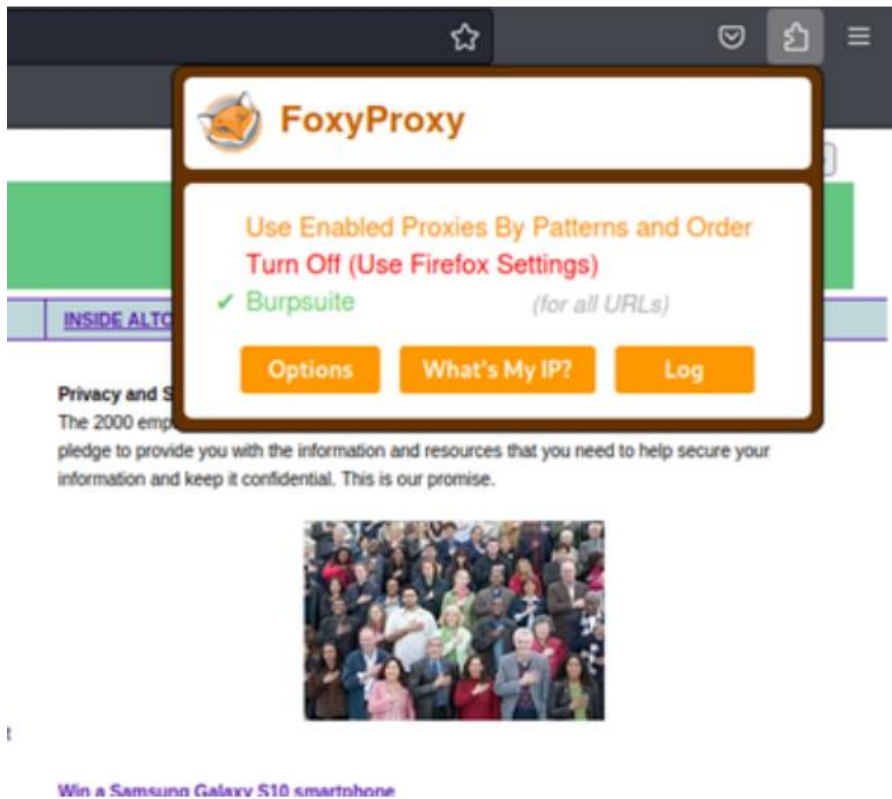 FoxyProxy
Use Enabled Proxies By Patterns and Order
Turn Off (Use Firefox Settings)
✓ Burpsuite (for all URLs)
Options What's My IP? Log
INSIDE ALTO
Privacy and S
The 2000 emp
pledge to provide you with the information and resources that you need to help secure your
information and keep it confidential. This is our promise.
Win a Samsung Galaxy S10 smartphone